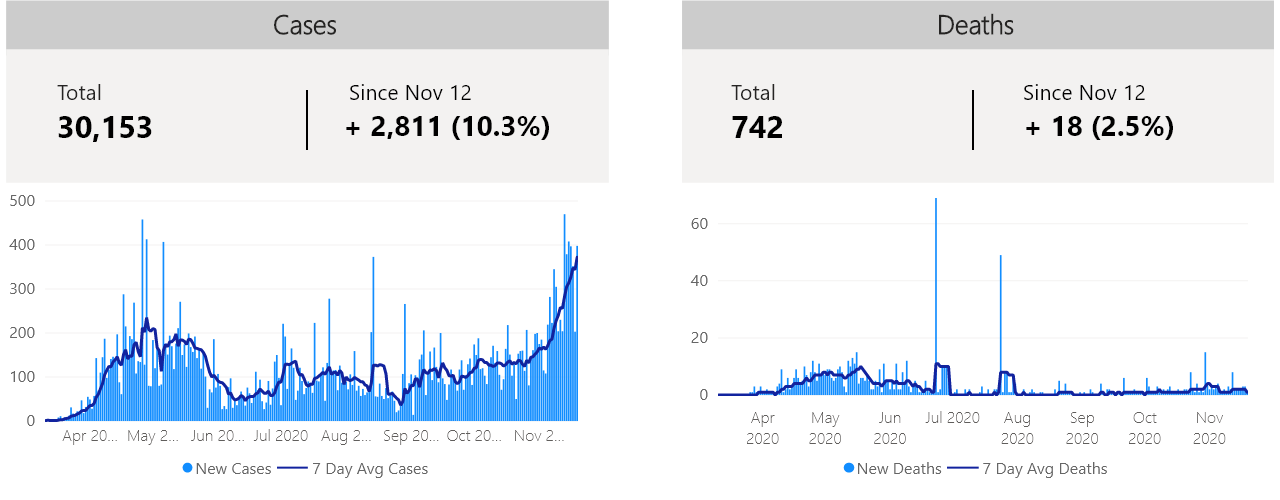 Cases
Total
Since Nov 12
30,153
+ 2,811 (10.3%)
500
400
300
200
100
0
Apr 20... May 2... Jun 20... Jul 2020 Aug 2... Sep 20... Oct 20... Nov 2...
New Cases 7 Day Avg Cases
Deaths
Total
Since Nov 12
742
+ 18 (2.5%)
60
40
20
0
Apr 2020 May 2020 Jun 2020 Jul 2020 Aug 2020 Sep 2020 Oct 2020 Nov 2020
New Deaths 7 Day Avg Deaths